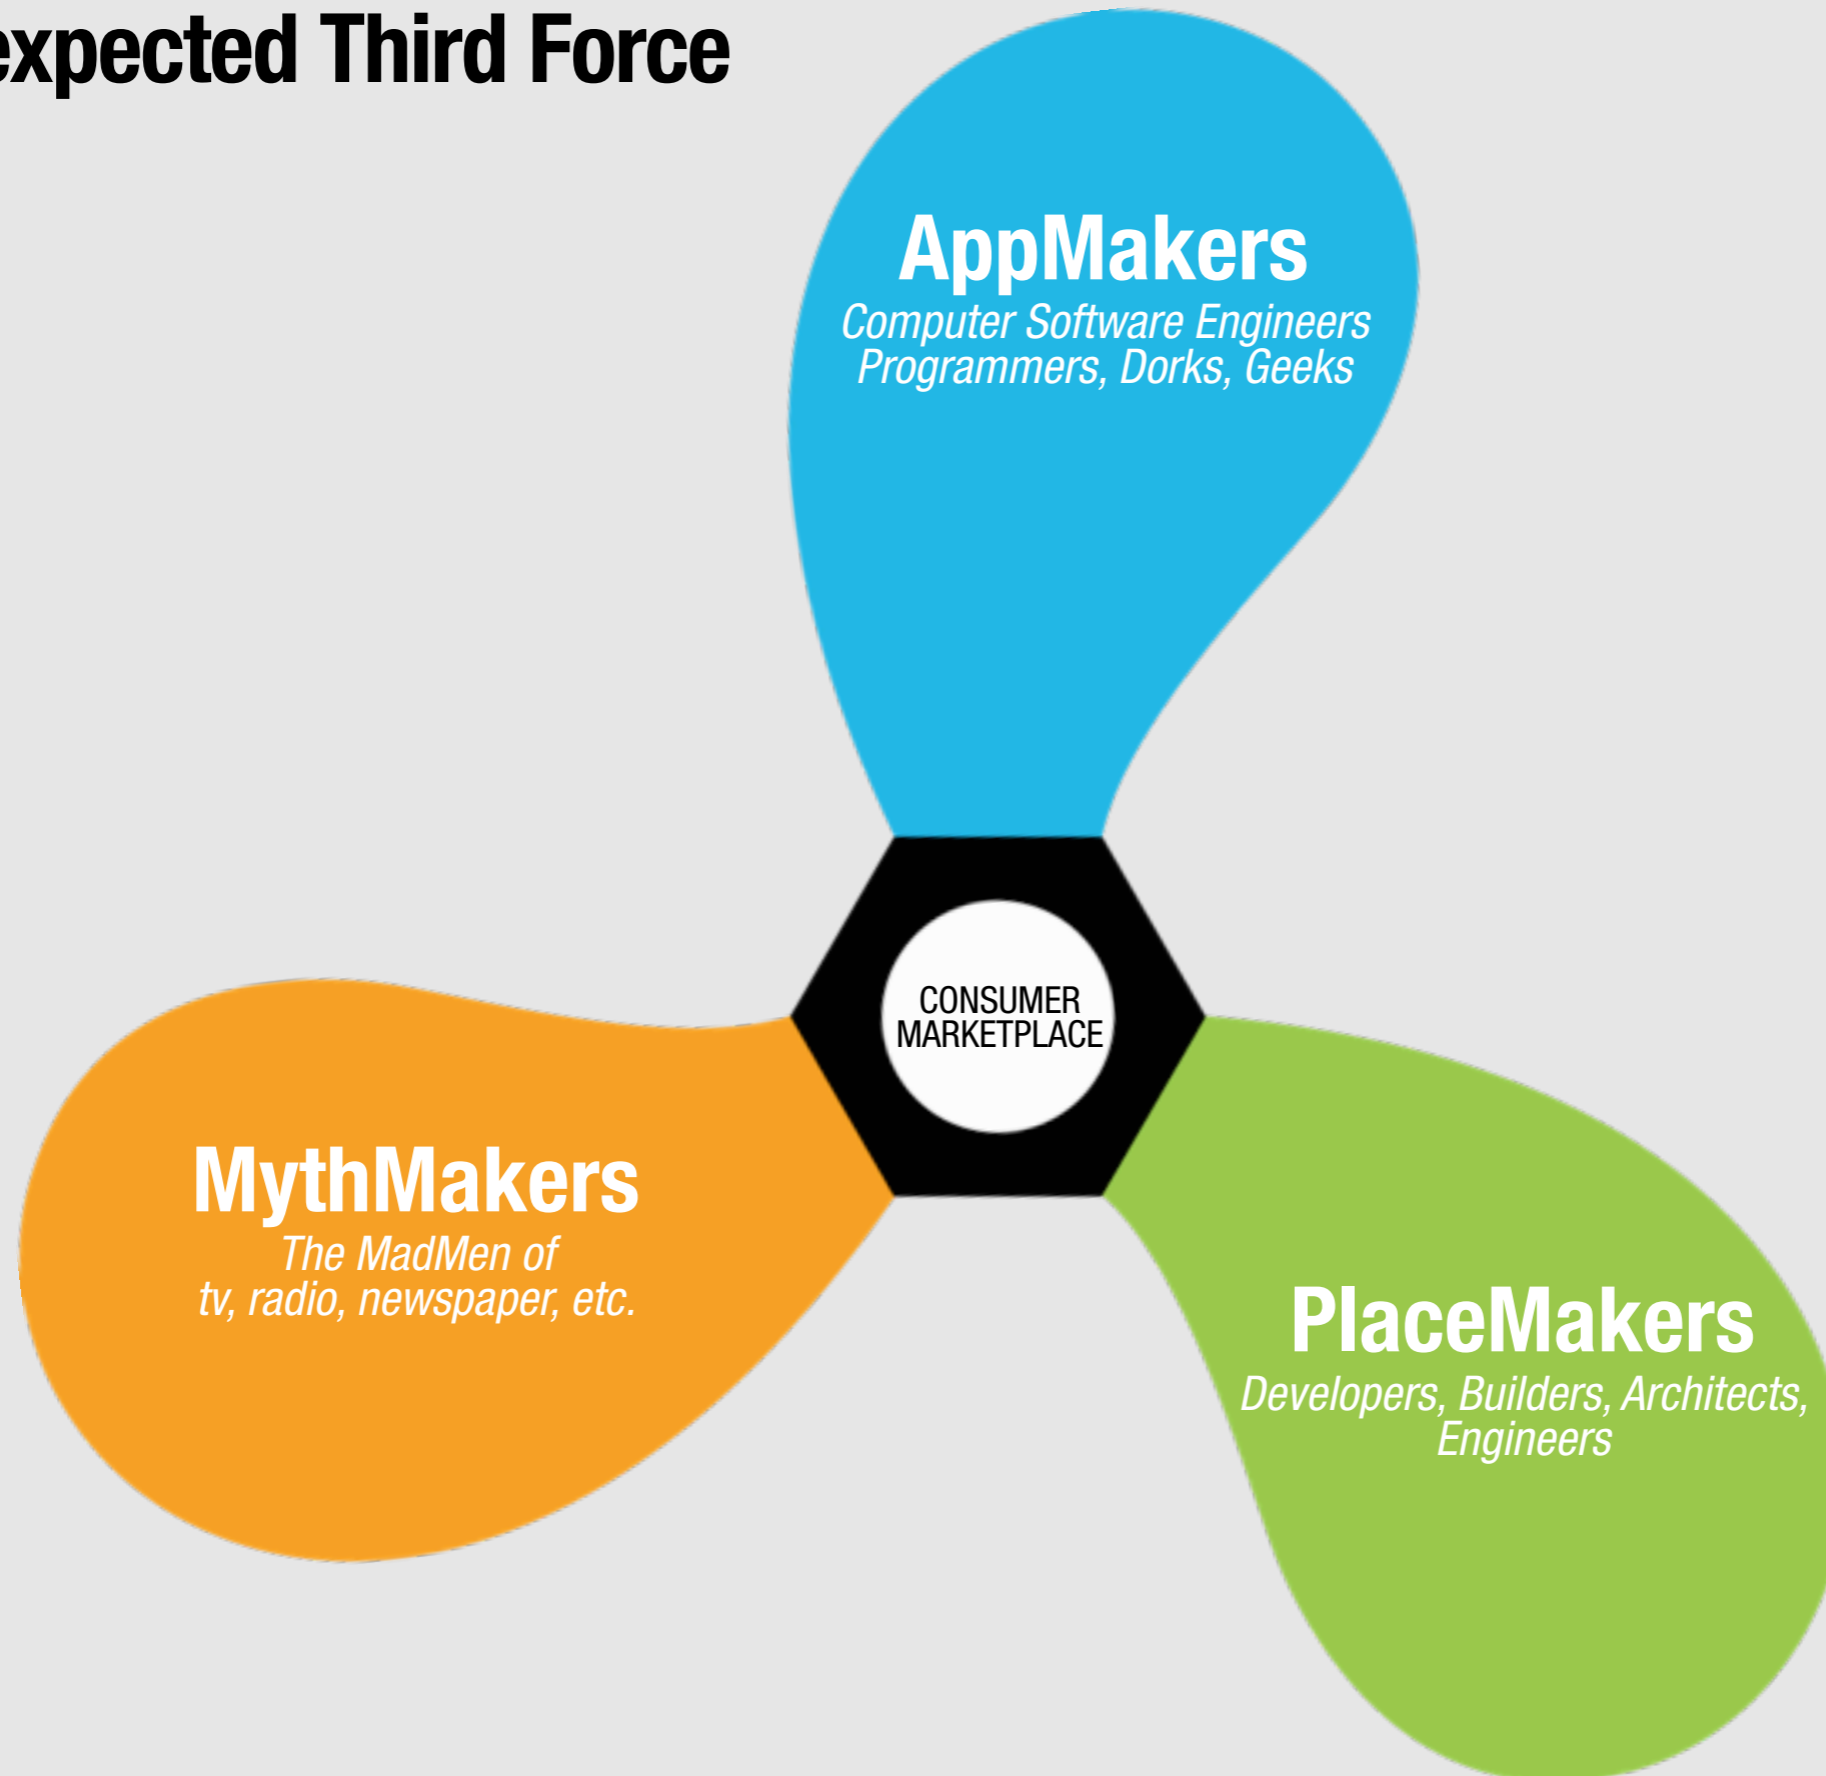 expected Third Force
AppMakers
Computer Software Engineers
Programmers, Dorks, Geeks
CONSUMER
MARKETPLACE
MythMakers
The MadMen of
tv, radio, newspaper, etc.
PlaceMakers
Developers, Builders, Architects,
Engineers